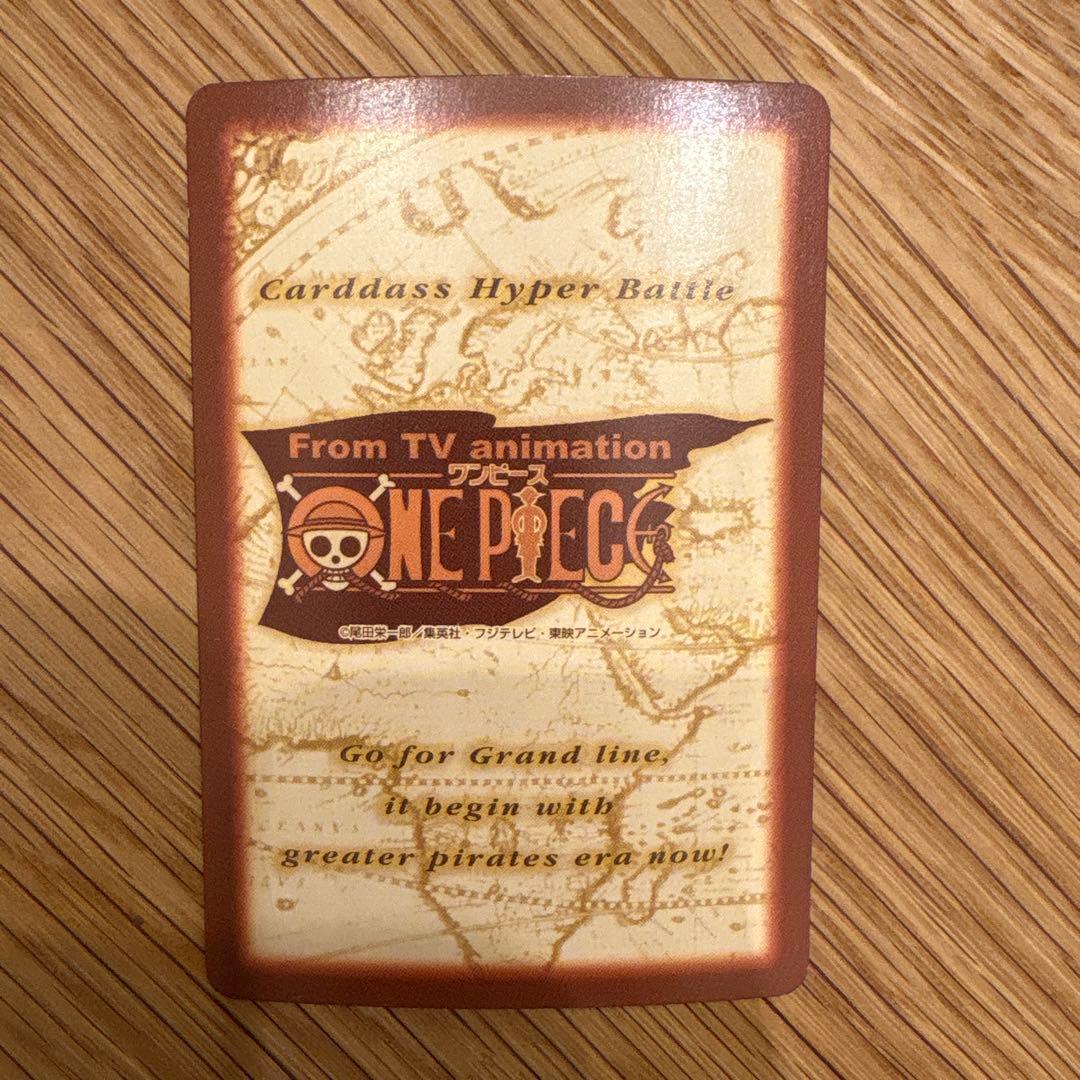 Carddass Hyper Battle
From TV animation
ワンピース
ONE PIECE
©尾田栄一郎／集英社・フジテレビ・東映アニメーション
Go for Grand line,
it begin with
greater pirates era now!